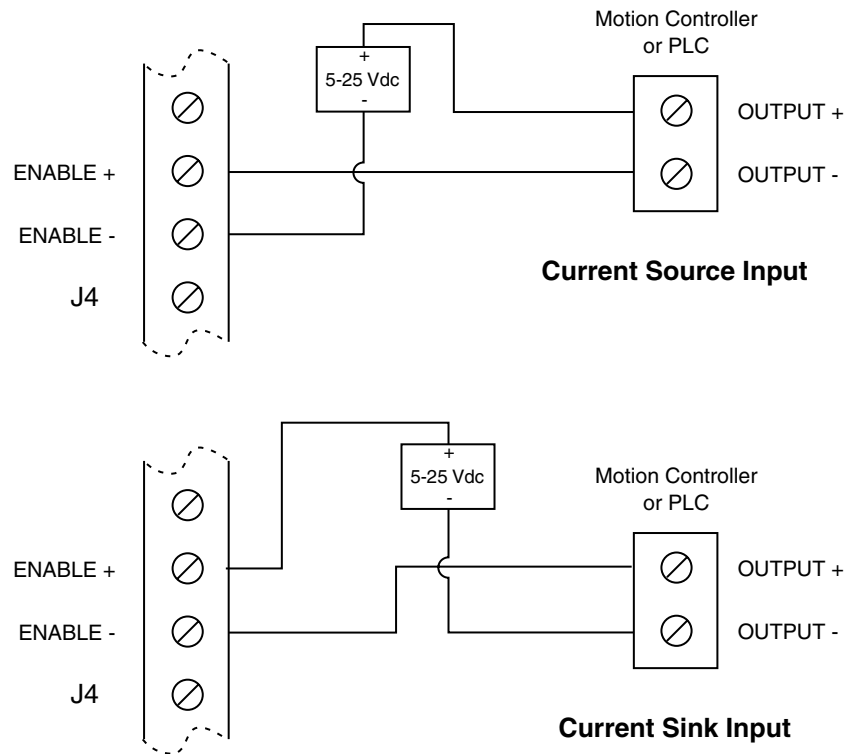 Motion Controller
or PLC
+
5-25 Vdc
-
OUTPUT +
ENABLE +
OUTPUT -
ENABLE -
Current Source Input
J4
+
5-25 Vdc
-
Motion Controller
or PLC
ENABLE +
OUTPUT +
ENABLE -
OUTPUT -
J4
Current Sink Input